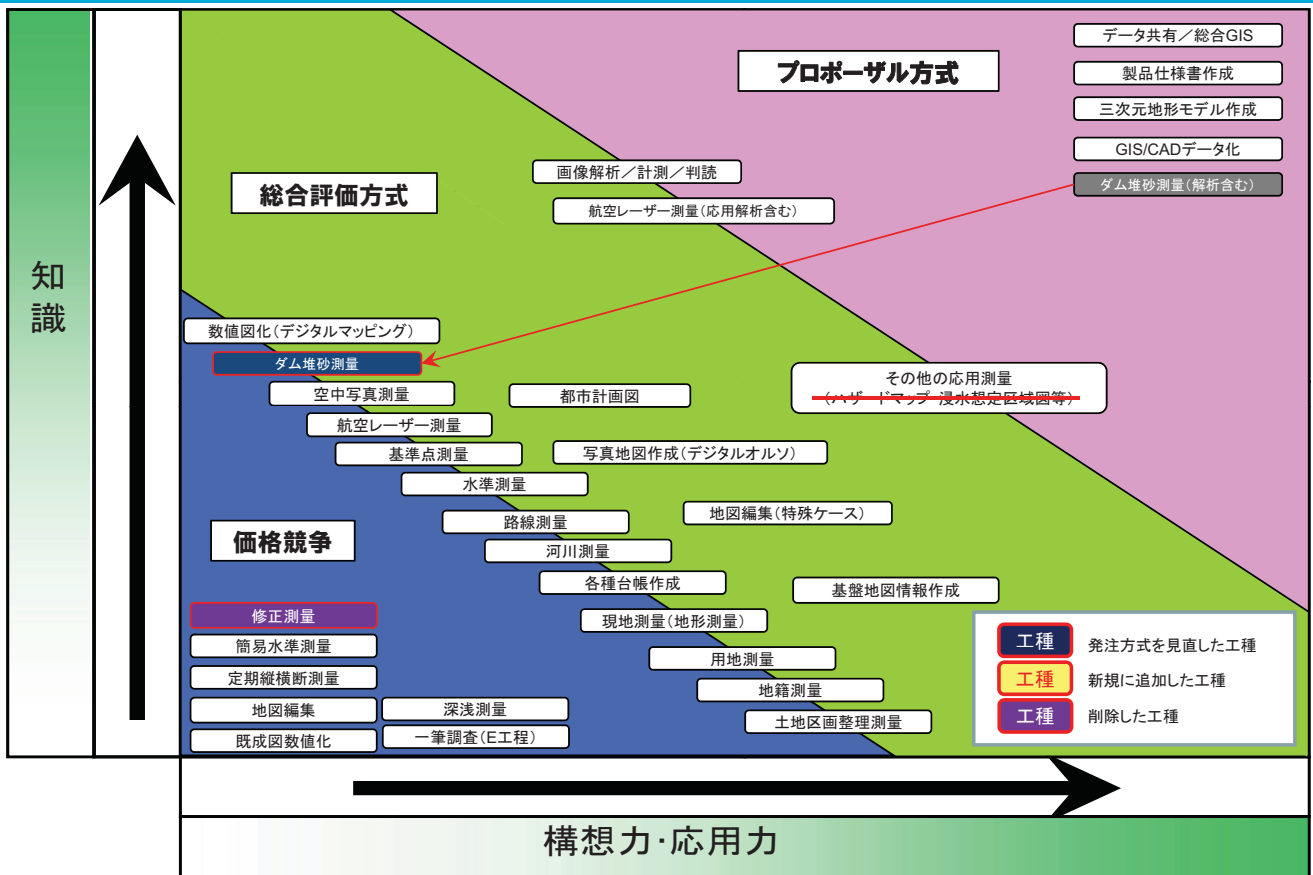 データ共有／総合GIS
プロポーザル方式
製品仕様書作成
三次元地形モデル作成
GIS/CADデータ化
画像解析／計測／判読
ダム堆砂測量(解析含む)
総合評価方式
航空レーザー測量(応用解析含む)
知識
数値図化(デジタルマッピング)
ダム堆砂測量
その他の応用測量
(ハザードマップ・浸水想定区域図等)
空中写真測量
都市計画図
航空レーザー測量
基準点測量
写真地図作成(デジタルオルソ)
水準測量
地図編集(特殊ケース)
路線測量
価格競争
河川測量
各種台帳作成
基盤地図情報作成
修正測量
現地測量(地形測量)
簡易水準測量
用地測量
定期縦横断測量
地籍測量
地図編集
深浅測量
土地区画整理測量
既成図数値化
一筆調査(E工程)
工種 発注方式を見直した工種
工種 新規に追加した工種
工種 削除した工種
構想力･応用力